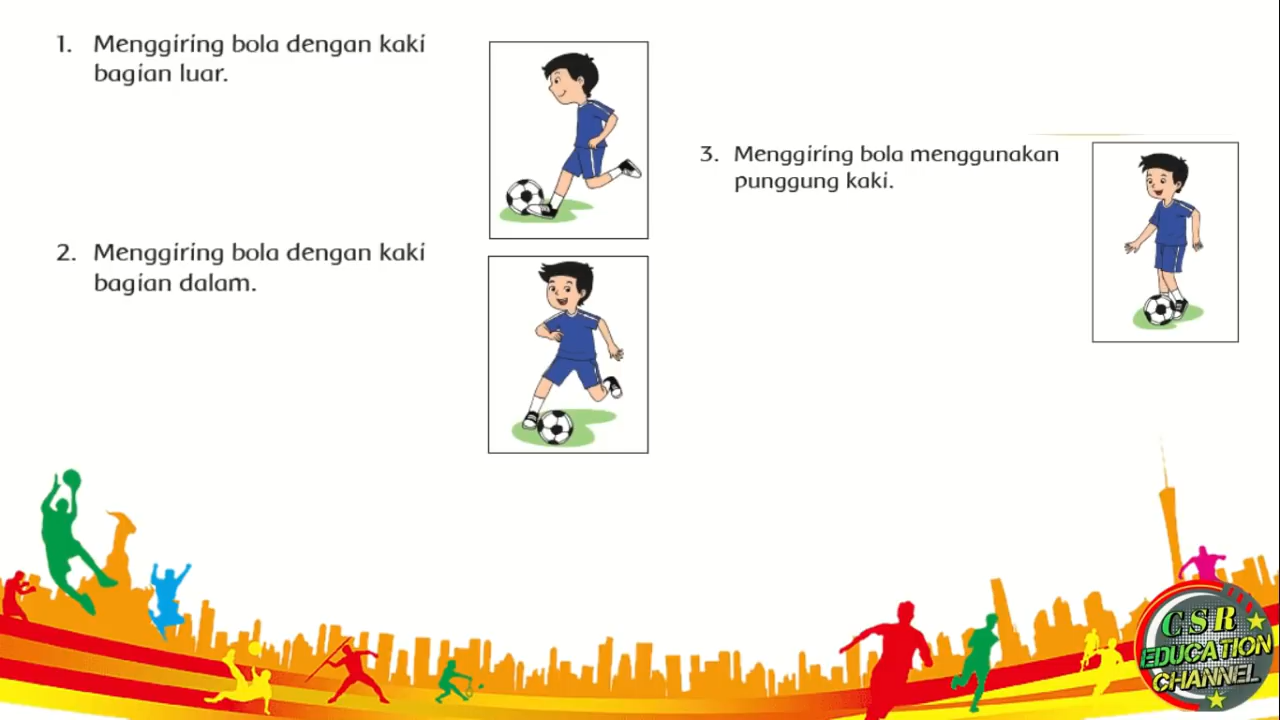 1. Menggiring bola dengan kaki
bagian luar.
2. Menggiring bola dengan kaki
bagian dalam.
3. Menggiring bola menggunakan
punggung kaki.
CSR
EDUCATION
CHANNEL